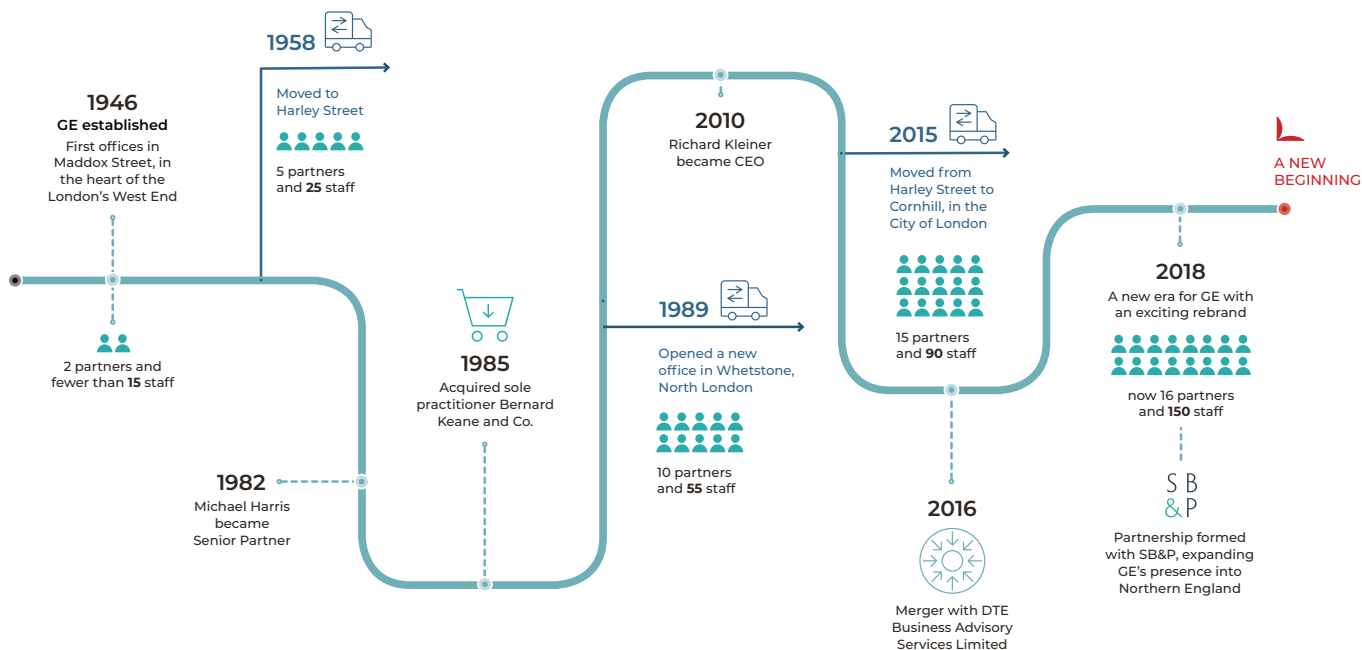 1946
GE established
First offices in
Maddox Street, in
the heart of the
London's West End
2 partners and
fewer than 15 staff
1958
Moved to
Harley Street
5 partners
and 25 staff
1982
Michael Harris
became
Senior Partner
1985
Acquired sole
practitioner Bernard
Keane and Co.
1989
Opened a new
office in Whetstone,
North London
10 partners
and 55 staff
2010
Richard Kleiner
became CEO
2015
Moved from
Harley Street to
Cornhill, in the
City of London
15 partners
and 90 staff
2016
Merger with DTE
Business Advisory
Services Limited
2018
A new era for GE with
an exciting rebrand
now 16 partners
and 150 staff
S B
&P
Partnership formed
with SB&P, expanding
GE's presence into
Northern England
A NEW
BEGINNING